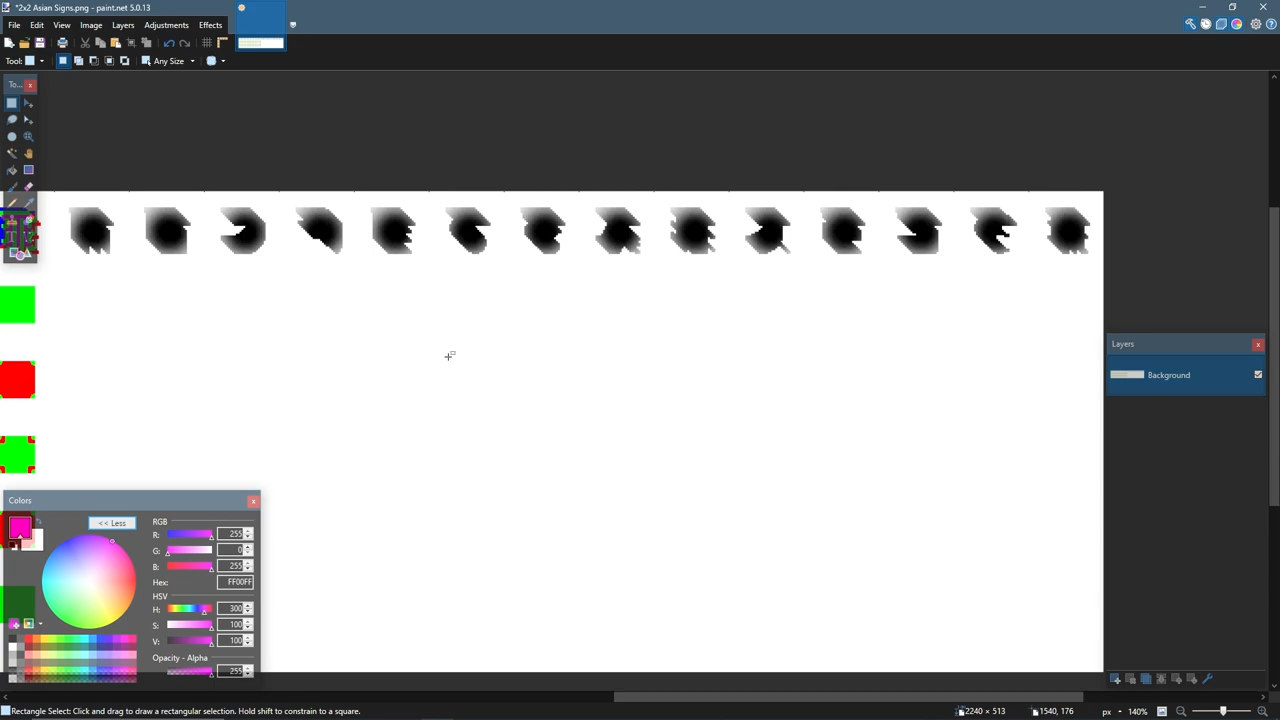 *2x2 Asian Signs.png - paint.net 5.0.13
File Edit View Image Layers Adjustments Effects
Tool: Any Size
To...
Layers
Background
Colors
<< Less
RGB
R: 255
G: 0
B: 255
Hex: FF00FF
HSV
H: 300
S: 100
V: 100
Opacity - Alpha
255
Rectangle Select: Click and drag to draw a rectangular selection. Hold shift to constrain to a square.
2240 × 513
1540, 176
px
140%